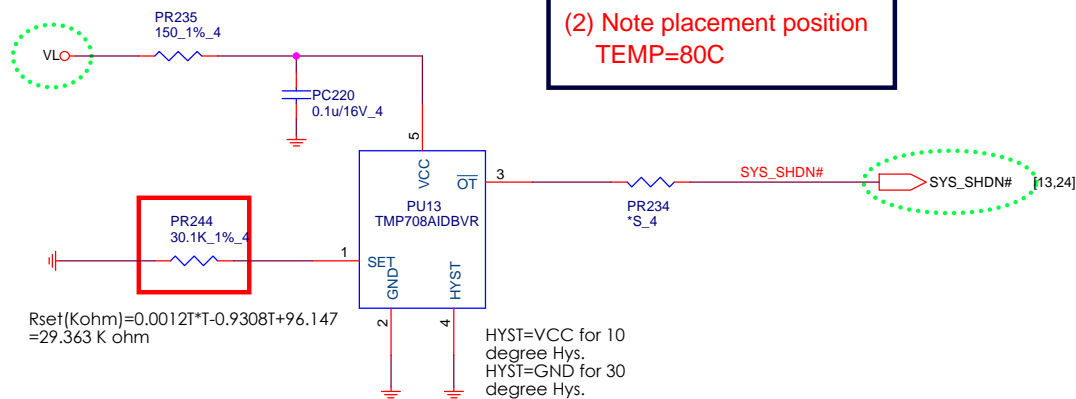 (2) Note placement position
TEMP=80C
PR235
150_1%_4
VL
PC220
0.1u/16V_4
5
VCC
OT
3
SYS_SHDN#
SYS_SHDN#
[13,24]
PU13
TMP708AIDBVR
PR234
*S_4
PR244
30.1K_1%_4
1
SET
GND
HYST
2
4
Rset(Kohm)=0.0012T*T-0.9308T+96.147
=29.363 K ohm
HYST=VCC for 10
degree Hys.
HYST=GND for 30
degree Hys.